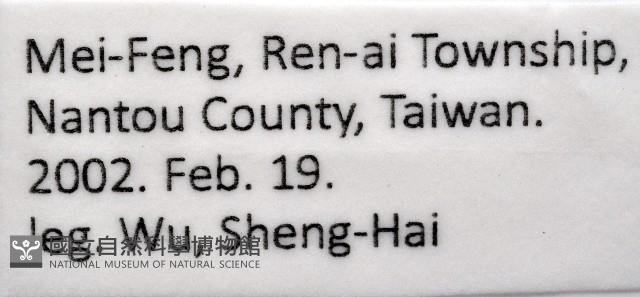 Mei-Feng, Ren-ai Township,
Nantou County, Taiwan.
2002. Feb. 19.
leg. Wu, Sheng-Hai
國立自然科學博物館
NATIONAL MUSEUM OF NATURAL SCIENCE